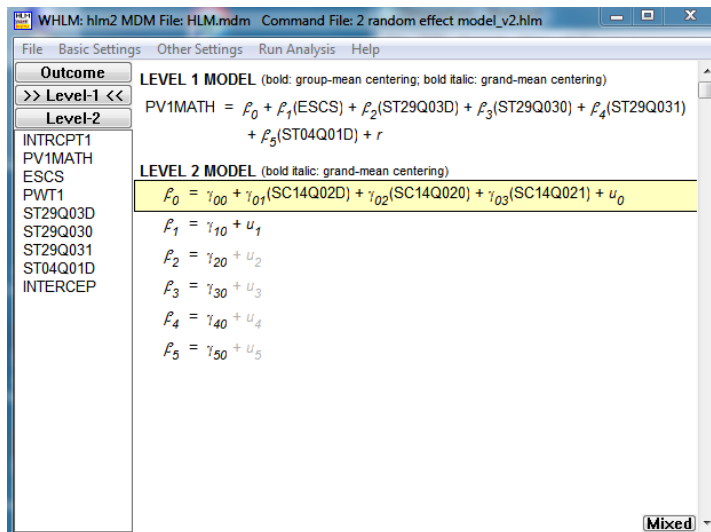 WHLM: hlm2 MDM File: HLM.mdm Command File: 2 random effect model_v2.hlm
File Basic Settings Other Settings Run Analysis Help
Outcome
>> Level-1 <<
Level-2
INTRCPT1
PV1MATH
ESCS
PWT1
ST29Q03D
ST29Q030
ST29Q031
ST04Q01D
INTERCEP
LEVEL 1 MODEL (bold: group-mean centering; bold italic: grand-mean centering)
PV1MATH = β0 + β1(ESCS) + β2(ST29Q03D) + β3(ST29Q030) + β4(ST29Q031)
+ β5(ST04Q01D) + r
LEVEL 2 MODEL (bold italic: grand-mean centering)
β0 = γ00 + γ01(SC14Q02D) + γ02(SC14Q020) + γ03(SC14Q021) + u0
β1 = γ10 + u1
β2 = γ20 + u2
β3 = γ30 + u3
β4 = γ40 + u4
β5 = γ50 + u5
Mixed